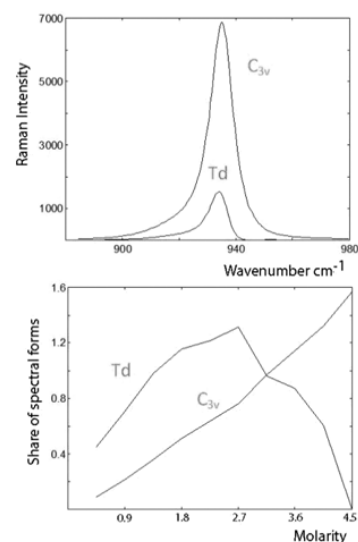 Raman Intensity
7000
5000
3000
1000
C3v
Td
900
940
980
Wavenumber cm-1
Share of spectral forms
1.6
1.2
0.8
0.4
Td
C3v
0.9
1.8
2.7
3.6
4.5
Molarity